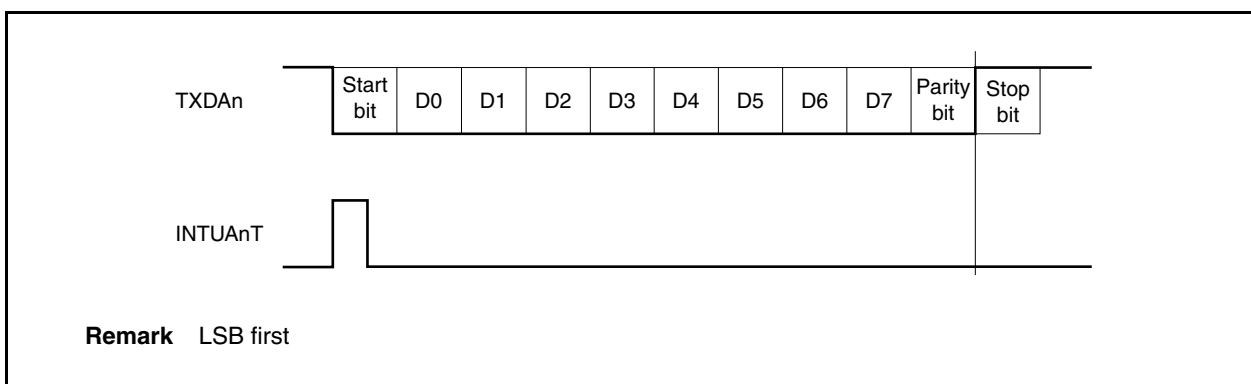 TXDAn Start bit D0 D1 D2 D3 D4 D5 D6 D7 Parity bit Stop bit
INTUAnT
Remark LSB first